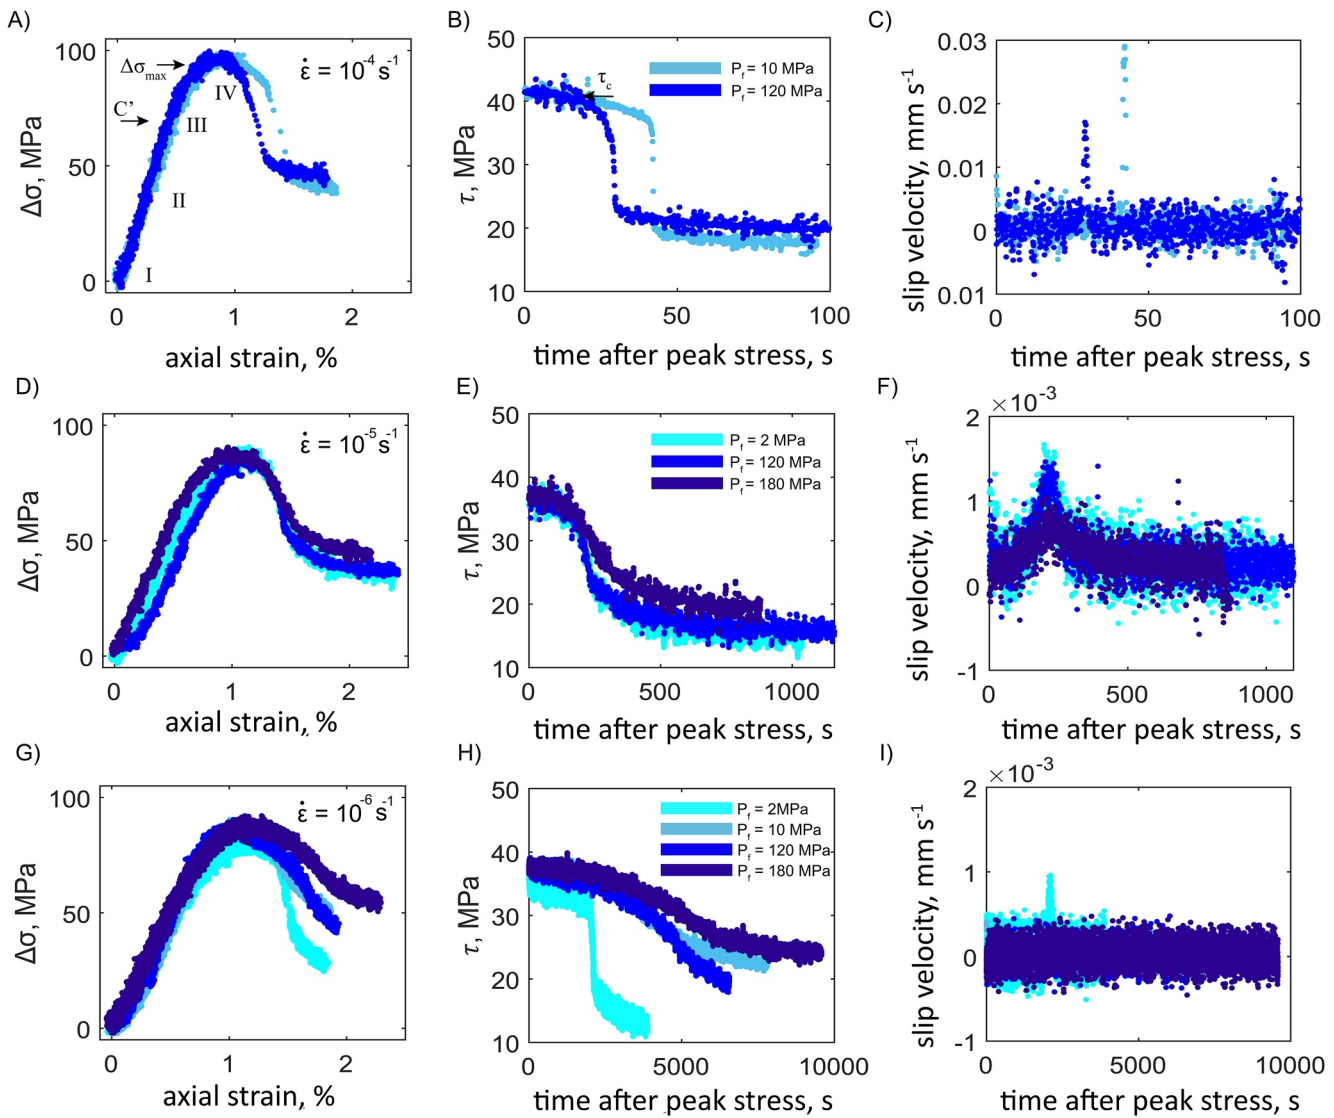 A)
Δσ, MPa
100
50
0
Δσmax
C'
I
II
III
IV
ε̇ = 10-4 s-1
0
1
2
axial strain, %
B)
τ, MPa
50
40
30
20
10
τc
Pf = 10 MPa
Pf = 120 MPa
0
50
100
time after peak stress, s
C)
slip velocity, mm s-1
0.03
0.02
0.01
0
0.01
0
50
100
time after peak stress, s
D)
Δσ, MPa
100
50
0
ε̇ = 10-5 s-1
0
1
2
axial strain, %
E)
τ, MPa
50
40
30
20
10
Pf = 2 MPa
Pf = 120 MPa
Pf = 180 MPa
0
500
1000
time after peak stress, s
F)
×10-3
slip velocity, mm s-1
2
1
0
-1
0
500
1000
time after peak stress, s
G)
Δσ, MPa
100
50
0
ε̇ = 10-6 s-1
0
1
2
axial strain, %
H)
τ, MPa
50
40
30
20
10
Pf = 2MPa
Pf = 10 MPa
Pf = 120 MPa
Pf = 180 MPa
0
5000
10000
time after peak stress, s
I)
×10-3
slip velocity, mm s-1
2
1
0
-1
0
5000
10000
time after peak stress, s